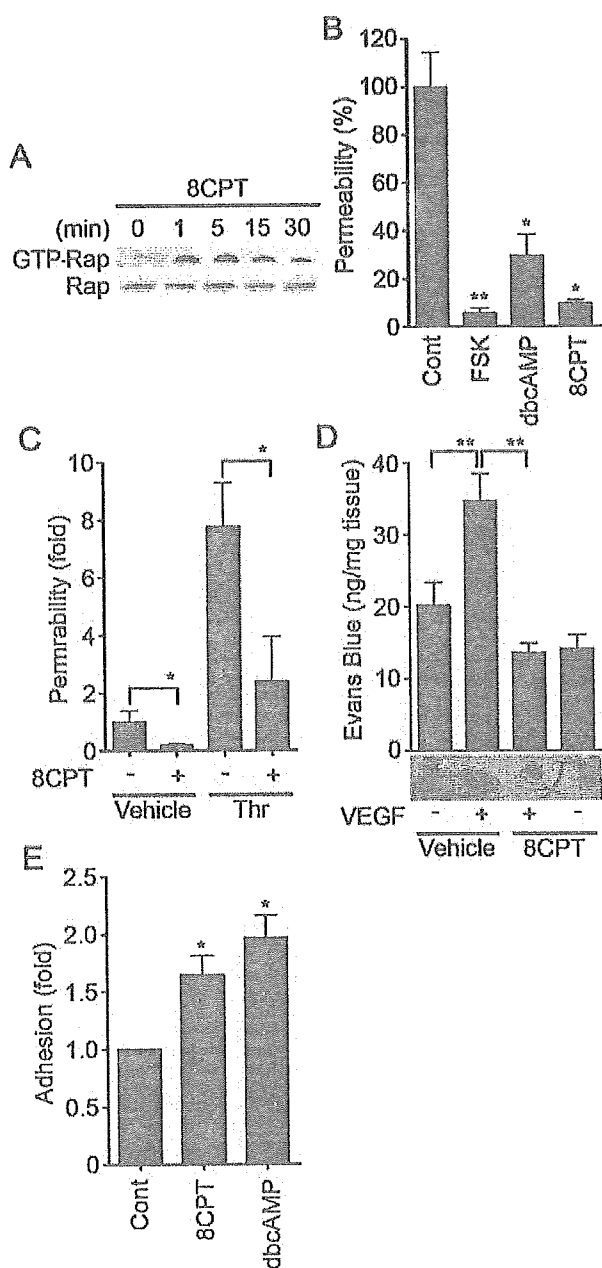 A
8CPT
(min) 0 1 5 15 30
GTP-Rap
Rap
B
Permeability (%)
120
100
80
60
40
20
0
**
*
*
Cont
FSK
dbcAMP
8CPT
C
Permrability (fold)
10
8
6
4
2
0
*
*
8CPT - + - +
Vehicle Thr
D
Evans Blue (ng/mg tissue)
40
30
20
10
0
** **
VEGF - + + -
Vehicle 8CPT
E
Adhesion (fold)
2.5
2.0
1.5
1.0
0.5
0
*
*
Cont
8CPT
dbcAMP